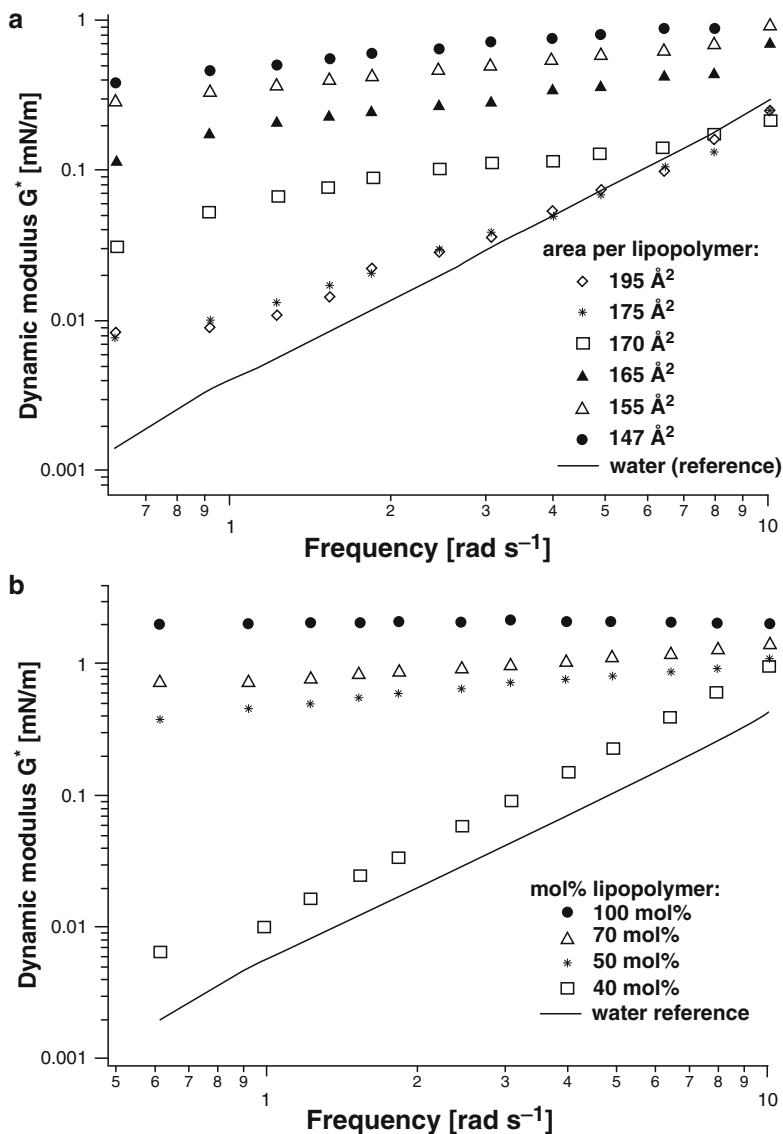 a
Dynamic modulus G* [mN/m]
1
0.1
0.01
0.001
area per lipopolymer:
195 Å²
175 Å²
170 Å²
165 Å²
155 Å²
147 Å²
water (reference)
7 8 9 1 2 3 4 5 6 7 8 9 10
Frequency [rad s⁻¹]
b
Dynamic modulus G* [mN/m]
1
0.1
0.01
0.001
mol% lipopolymer:
100 mol%
70 mol%
50 mol%
40 mol%
water reference
5 6 7 8 9 1 2 3 4 5 6 7 8 9 10
Frequency [rad s⁻¹]